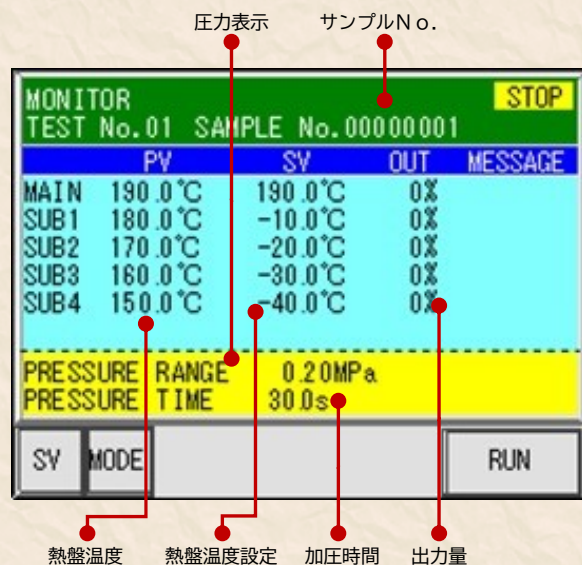 圧力表示 サンプルNo.
MONITOR STOP
TEST No.01 SAMPLE No.00000001
PV SV OUT MESSAGE
MAIN 190.0℃ 190.0℃ 0%
SUB1 180.0℃ -10.0℃ 0%
SUB2 170.0℃ -20.0℃ 0%
SUB3 160.0℃ -30.0℃ 0%
SUB4 150.0℃ -40.0℃ 0%
PRESSURE RANGE 0.20MPa
PRESSURE TIME 30.0s
SV MODE RUN
熱盤温度 熱盤温度設定 加圧時間 出力量